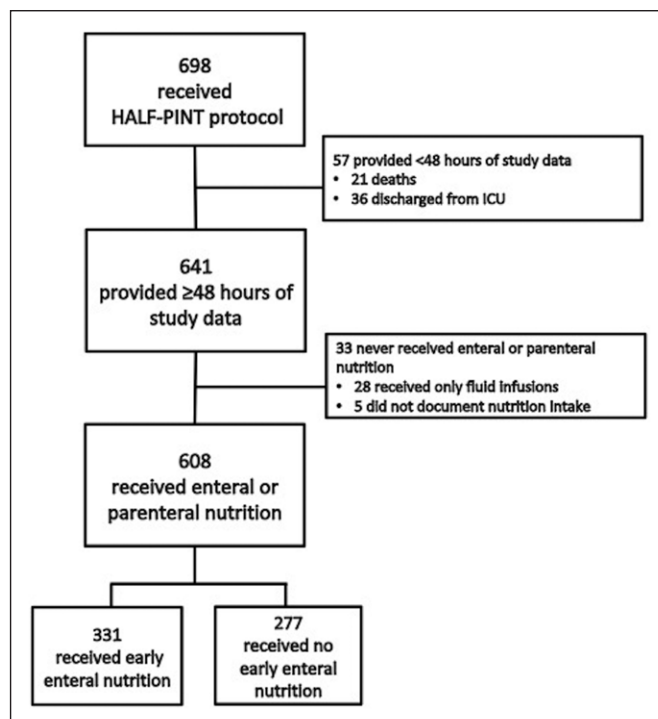 698
received
HALF-PINT protocol
57 provided <48 hours of study data
• 21 deaths
• 36 discharged from ICU
641
provided ≥48 hours of
study data
33 never received enteral or parenteral
nutrition
• 28 received only fluid infusions
• 5 did not document nutrition intake
608
received enteral or
parenteral nutrition
331
received early
enteral nutrition
277
received no
early enteral
nutrition